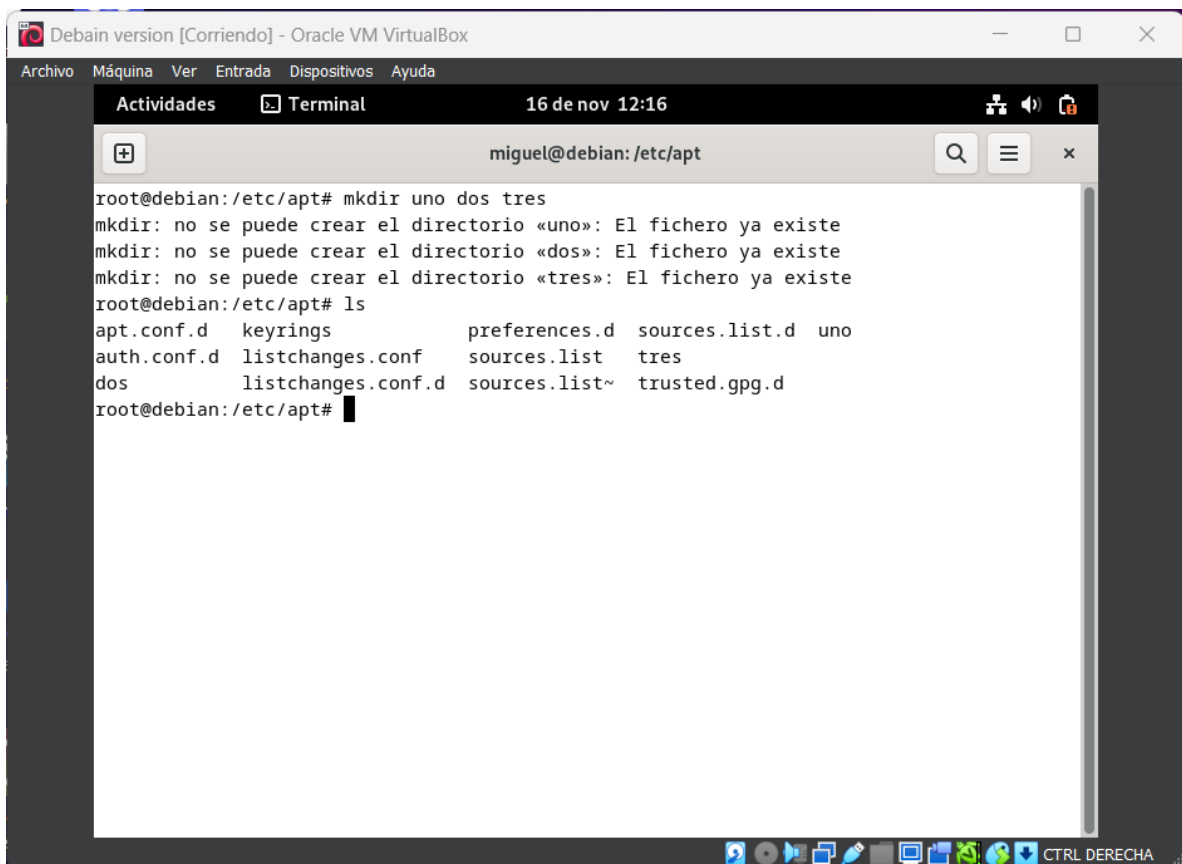 Debain version [Corriendo] - Oracle VM VirtualBox
Archivo Máquina Ver Entrada Dispositivos Ayuda
Actividades Terminal 16 de nov 12:16
miguel@debian: /etc/apt
root@debian:/etc/apt# mkdir uno dos tres
mkdir: no se puede crear el directorio «uno»: El fichero ya existe
mkdir: no se puede crear el directorio «dos»: El fichero ya existe
mkdir: no se puede crear el directorio «tres»: El fichero ya existe
root@debian:/etc/apt# ls
apt.conf.d keyrings preferences.d sources.list.d uno
auth.conf.d listchanges.conf sources.list tres
dos listchanges.conf.d sources.list~ trusted.gpg.d
root@debian:/etc/apt#
CTRL DERECHA